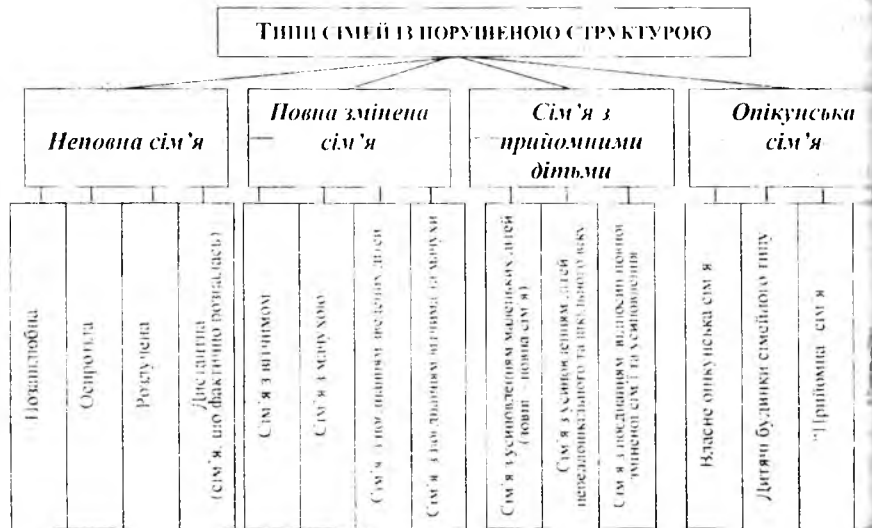 ТИПИ СІМЕЙ ІЗ ПОРУШЕНОЮ СТРУКТУРОЮ
Неповна сім’я
Повна змінена
сім’я
Сім’я з
прийомними
дітьми
Опікунська
сім’я
Позашлюбна
Осиротіла
Розлучена
Дистантна
(сім’я, що фактично розпалась)
Сім’я з вітчимом
Сім’я з мачухою
Сім’я з поєднанням зведених дітей
Сім’я з поєднанням вітчима та мачухи
Сім’я з усиновленням маленьких дітей
повна сім’я)
Сім’я з усиновленням дітей
переддошкільного та шкільного віку
Сім’я з поєднанням відносин повної
зміненої сім’ї та усиновлення
Власне опікунська сім’я
Дитячі будинки сімейного типу
"Прийомна сім’я